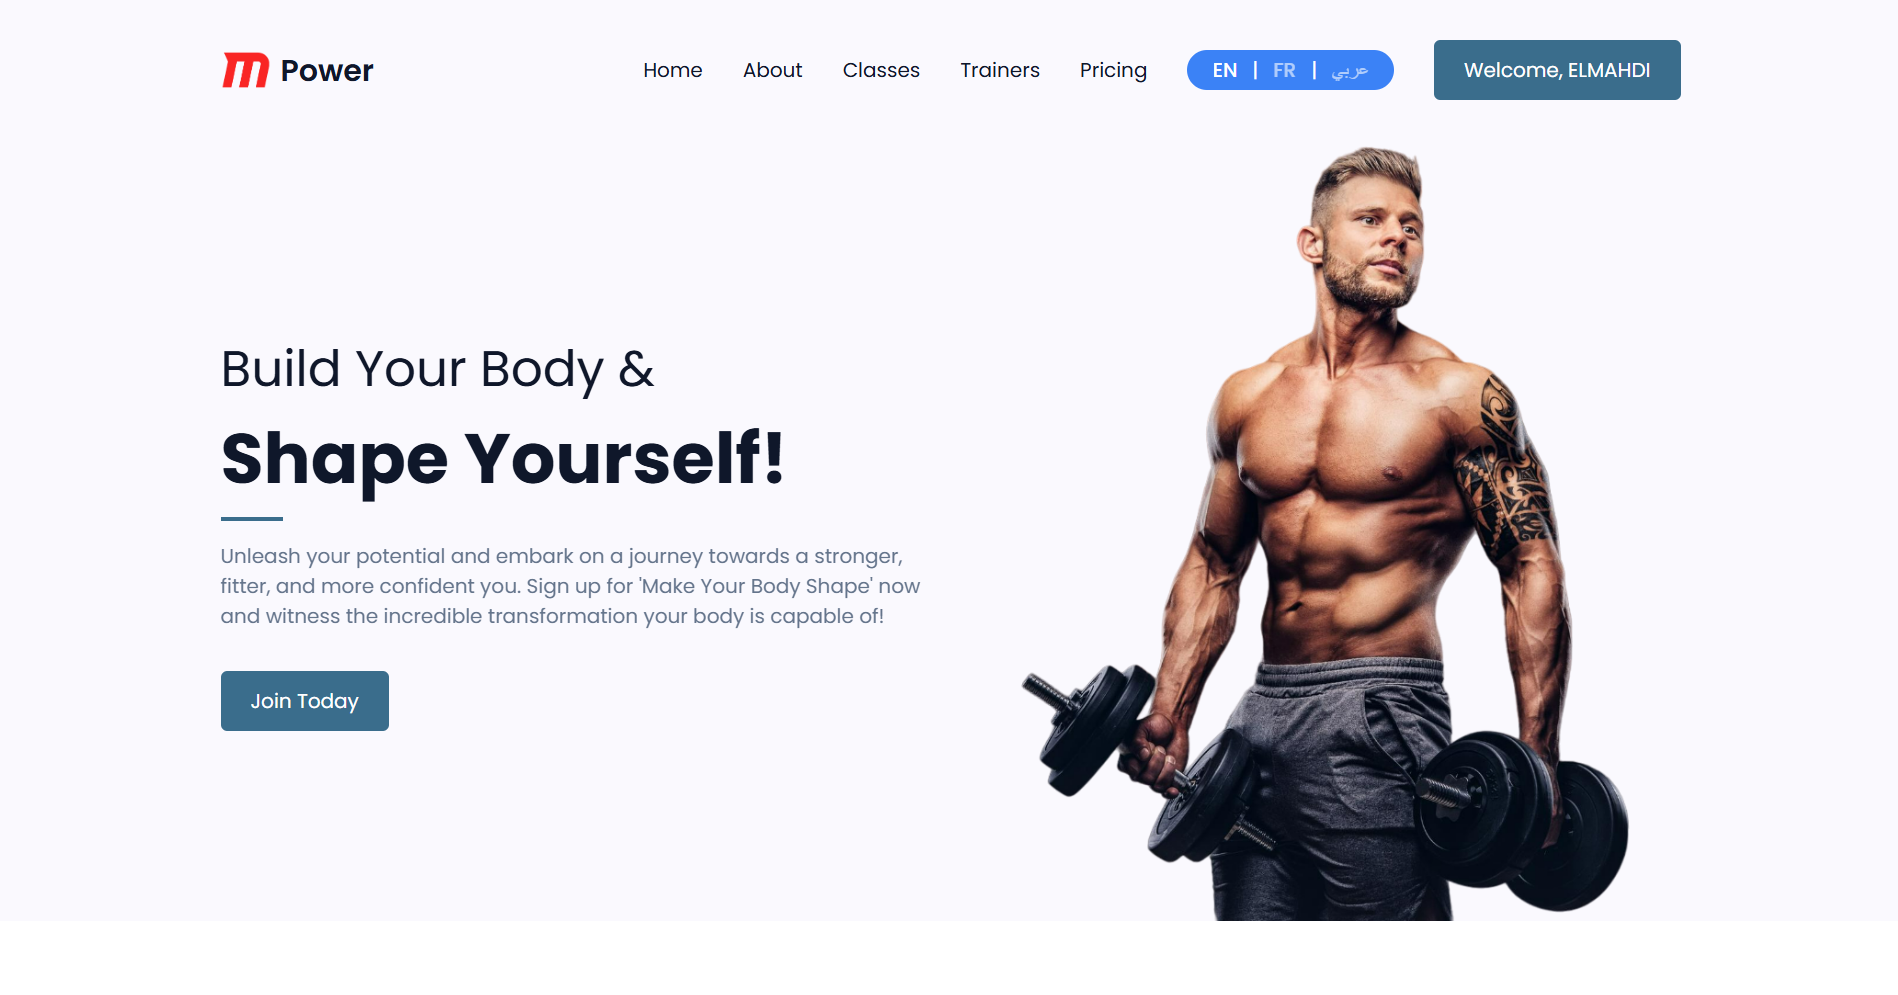 m Power
Home About Classes Trainers Pricing EN | FR | عربي Welcome, ELMAHDI
Build Your Body &
Shape Yourself!
Unleash your potential and embark on a journey towards a stronger,
fitter, and more confident you. Sign up for 'Make Your Body Shape' now
and witness the incredible transformation your body is capable of!
Join Today